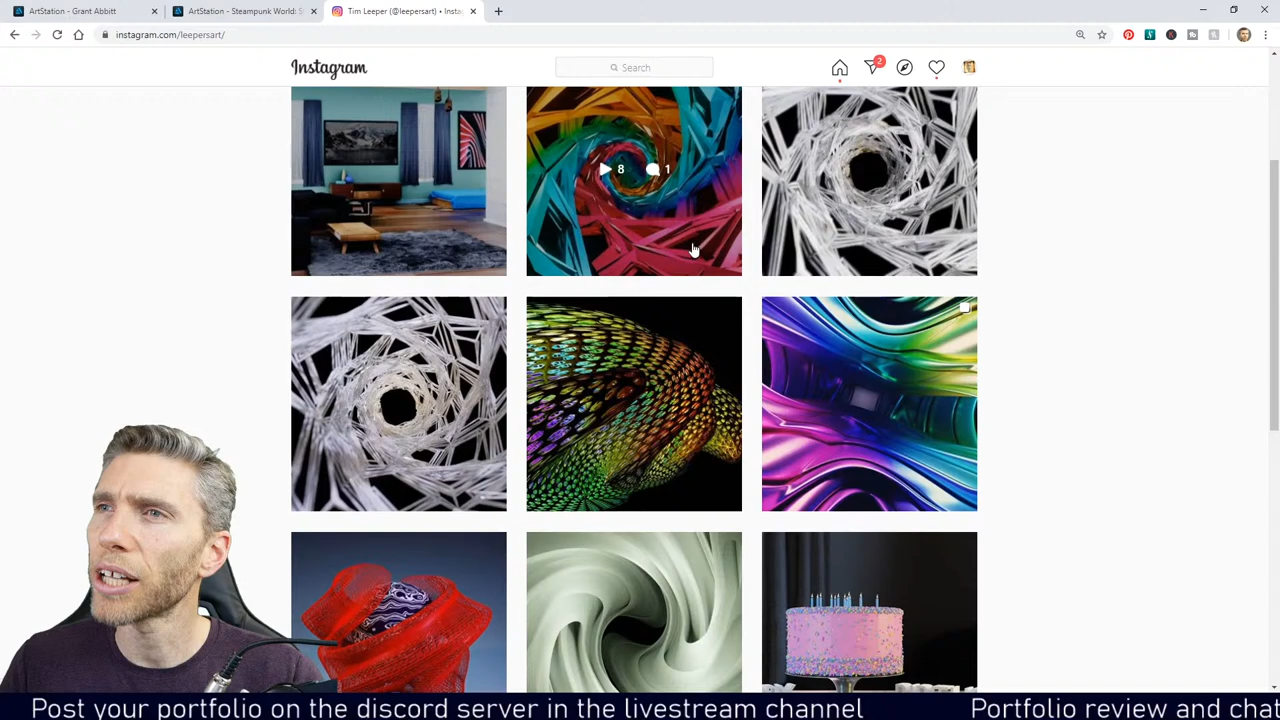 ArtStation - Grant Abbitt
ArtStation - Steampunk World: S
Tim Leeper (@leepersart) • Insta
instagram.com/leepersart/
Instagram
Search
2
8 1
Post your portfolio on the discord server in the livestream channel
Portfolio review and chat